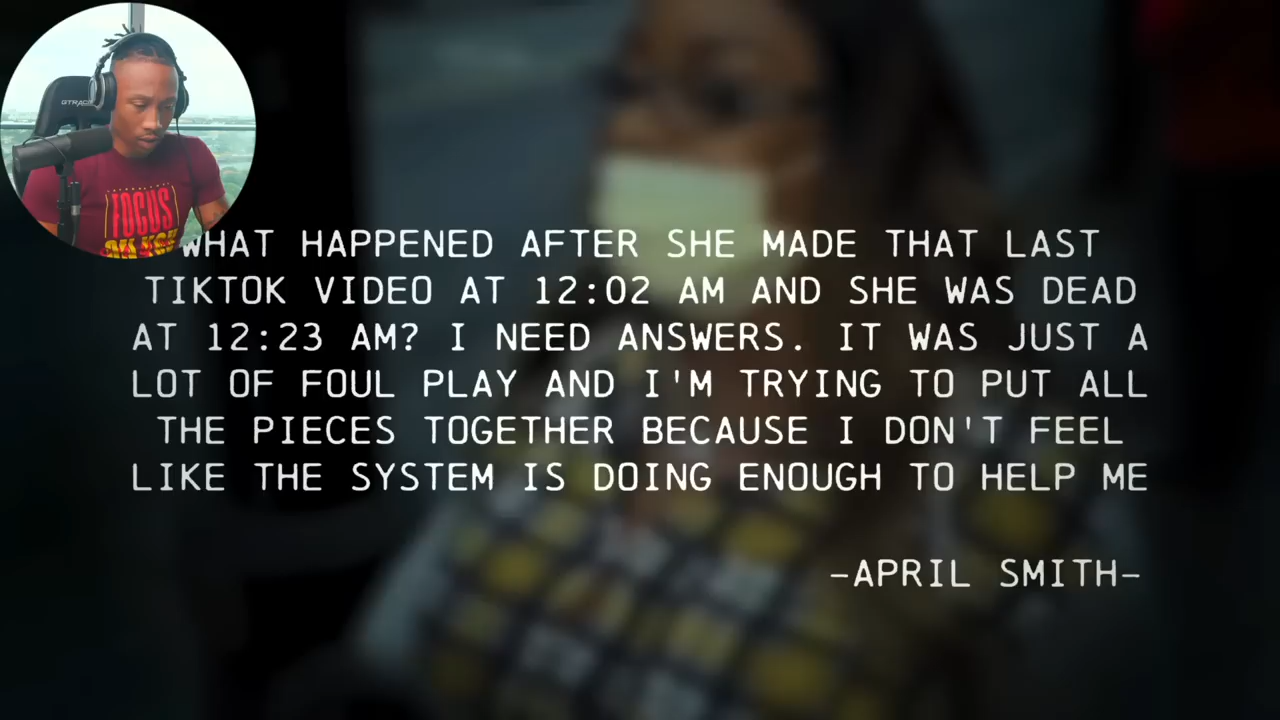 GTRACING
FOCUS
WHAT HAPPENED AFTER SHE MADE THAT LAST
TIKTOK VIDEO AT 12:02 AM AND SHE WAS DEAD
AT 12:23 AM? I NEED ANSWERS. IT WAS JUST A
LOT OF FOUL PLAY AND I'M TRYING TO PUT ALL
THE PIECES TOGETHER BECAUSE I DON'T FEEL
LIKE THE SYSTEM IS DOING ENOUGH TO HELP ME
-APRIL SMITH-